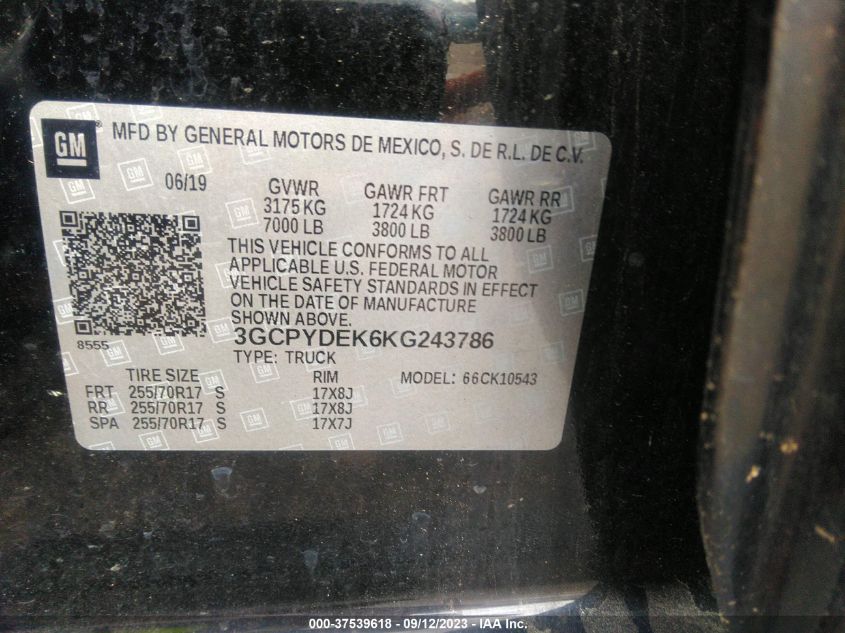 GM MFD BY GENERAL MOTORS DE MEXICO, S. DE R.L. DE C.V.
06/19 GVWR GAWR FRT GAWR RR
3175 KG 1724 KG 1724 KG
7000 LB 3800 LB 3800 LB
THIS VEHICLE CONFORMS TO ALL
APPLICABLE U.S. FEDERAL MOTOR
VEHICLE SAFETY STANDARDS IN EFFECT
ON THE DATE OF MANUFACTURE
SHOWN ABOVE.
8555 3GCPYDEK6KG243786
TYPE: TRUCK
TIRE SIZE RIM MODEL: 66CK10543
FRT 255/70R17 S 17X8J
RR 255/70R17 S 17X8J
SPA 255/70R17 S 17X7J
000-37539618 - 09/12/2023 - IAA Inc.